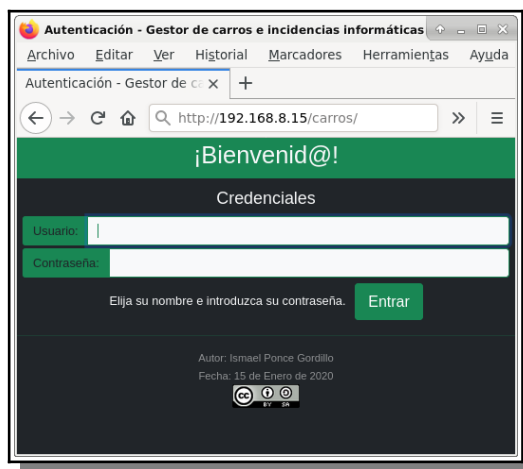 Autenticación - Gestor de carros e incidencias informáticas
Archivo Editar Ver Historial Marcadores Herramientas Ayuda
Autenticación - Gestor de ca
http://192.168.8.15/carros/
¡Bienvenid@!
Credenciales
Usuario:
Contraseña:
Elija su nombre e introduzca su contraseña. Entrar
Autor: Ismael Ponce Gordillo
Fecha: 15 de Enero de 2020
cc BY SA